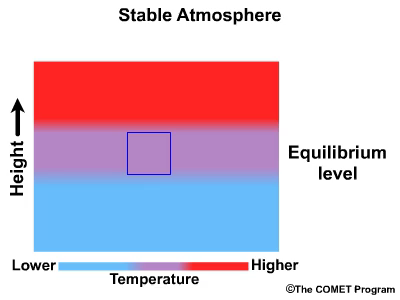 Stable Atmosphere
Height
Equilibrium
level
Lower
Higher
Temperature
©The COMET Program